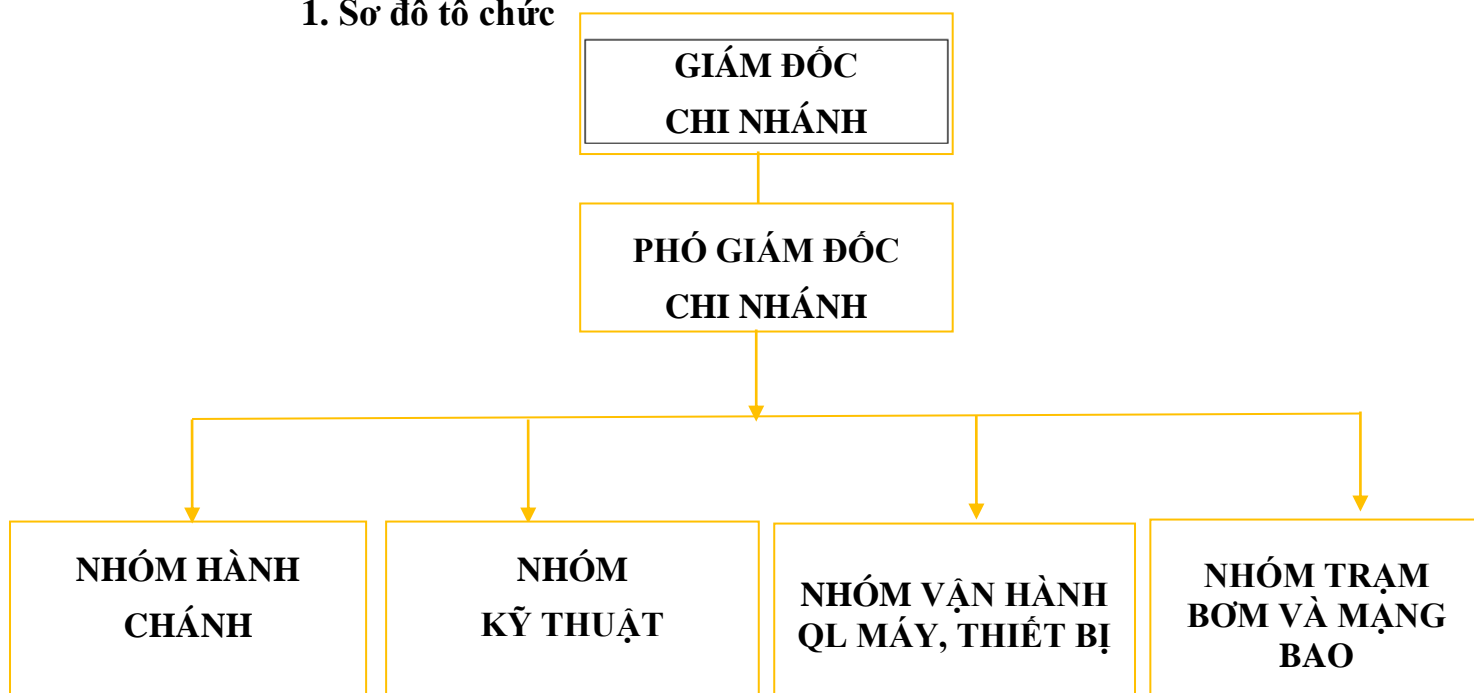 1. Sơ đồ tổ chức
GIÁM ĐỐC
CHI NHÁNH
PHÓ GIÁM ĐỐC
CHI NHÁNH
NHÓM HÀNH
CHÁNH
NHÓM
KỸ THUẬT
NHÓM VẬN HÀNH
QL MÁY, THIẾT BỊ
NHÓM TRẠM
BƠM VÀ MẠNG
BAO